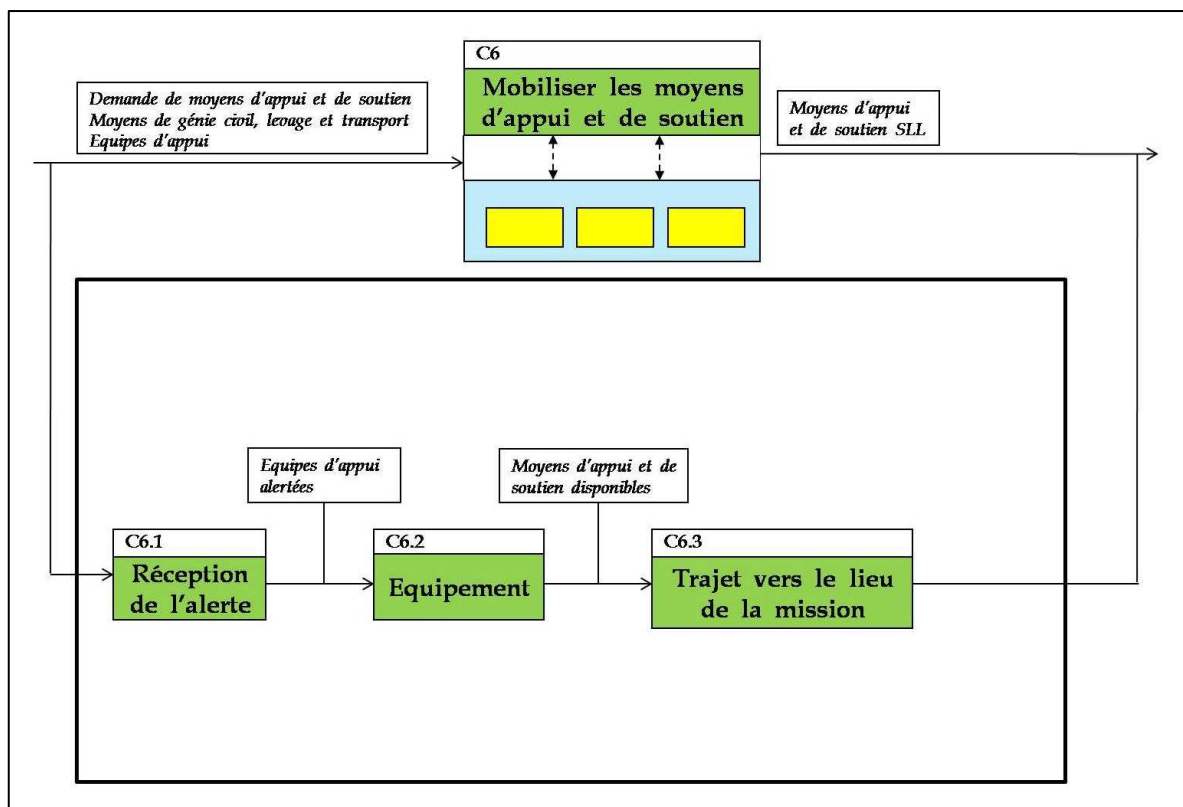 C6
Mobiliser les moyens
d'appui et de soutien
Demande de moyens d'appui et de soutien
Moyens de génie civil, levage et transport
Equipes d'appui
Moyens d'appui
et de soutien SLL
Equipes d'appui
alertées
Moyens d'appui et de
soutien disponibles
C6.1
Réception
de l'alerte
C6.2
Equipement
C6.3
Trajet vers le lieu
de la mission